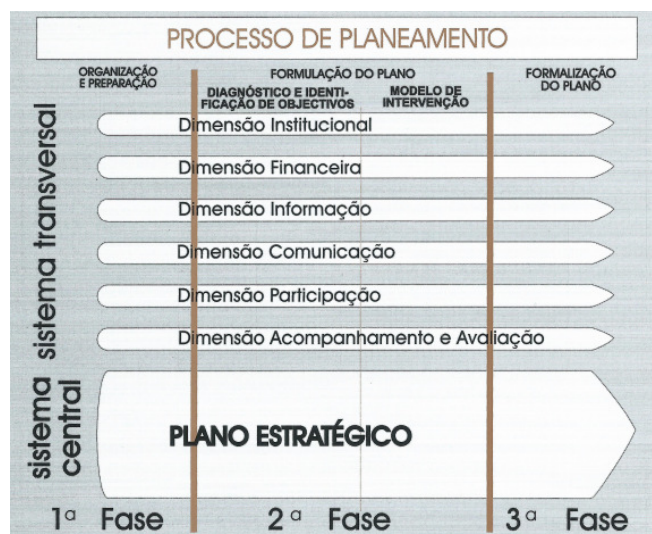 PROCESSO DE PLANEAMENTO
ORGANIZAÇÃO
E PREPARAÇÃO
FORMULAÇÃO DO PLANO
DIAGNÓSTICO E IDENTI-
FICAÇÃO DE OBJECTIVOS
MODELO DE
INTERVENÇÃO
FORMALIZAÇÃO
DO PLANO
sistema transversal
Dimensão Institucional
Dimensão Financeira
Dimensão Informação
Dimensão Comunicação
Dimensão Participação
Dimensão Acompanhamento e Avaliação
sistema
central
PLANO ESTRATÉGICO
1ª Fase
2ª Fase
3ª Fase